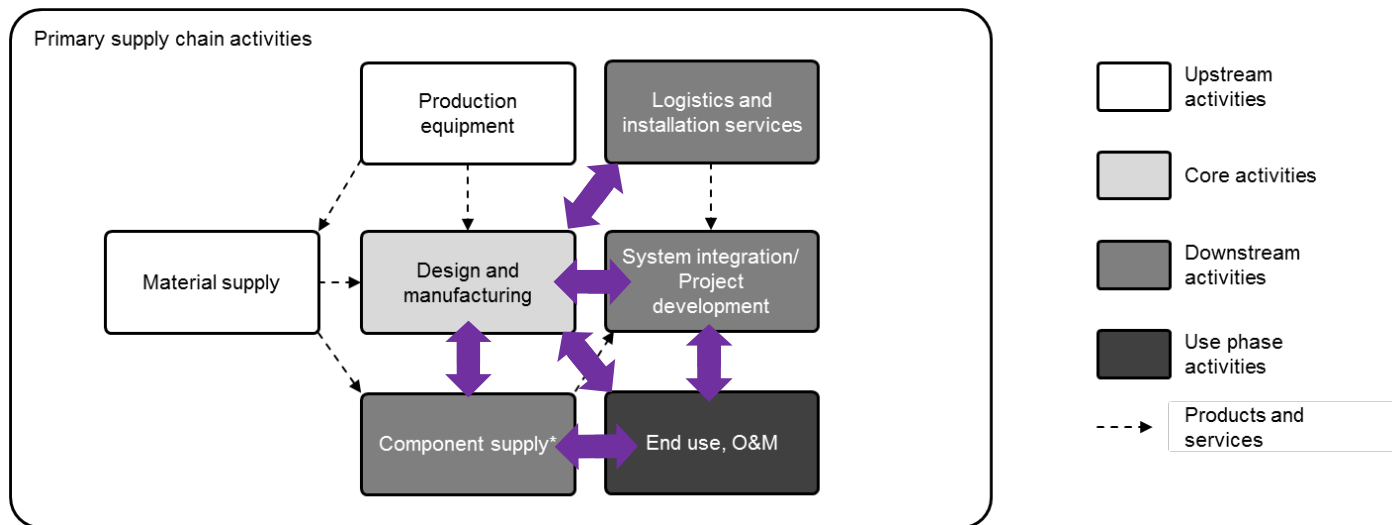 Primary supply chain activities
Production
equipment
Logistics and
installation services
Material supply
Design and
manufacturing
System integration/
Project
development
Component supply*
End use, O&M
Upstream
activities
Core activities
Downstream
activities
Use phase
activities
Products and
services